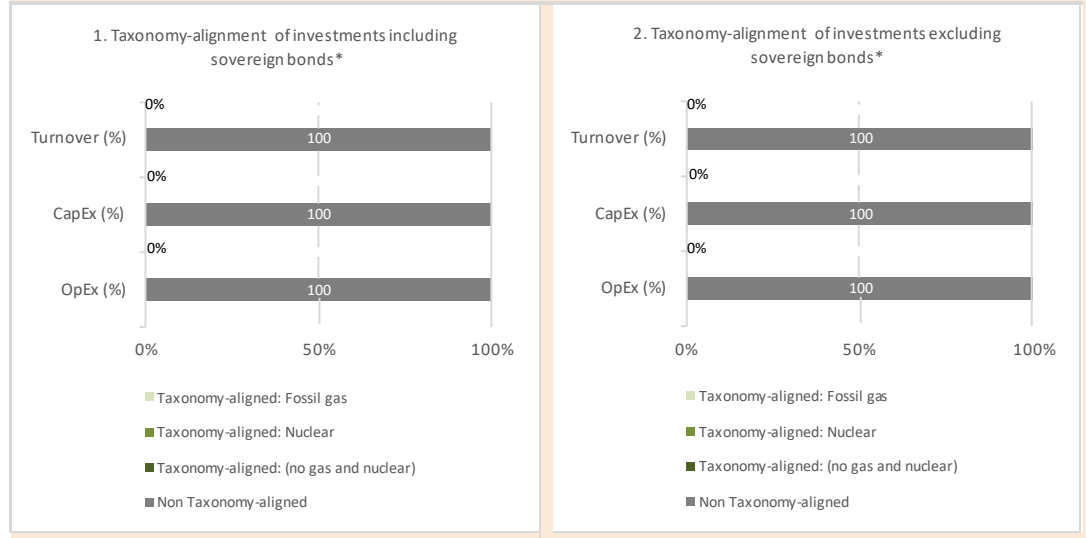 1. Taxonomy-alignment of investments including
sovereign bonds*
0%
Turnover (%)
100
0%
CapEx (%)
100
0%
OpEx (%)
100
0%
50%
100%
Taxonomy-aligned: Fossil gas
Taxonomy-aligned: Nuclear
Taxonomy-aligned: (no gas and nuclear)
Non Taxonomy-aligned
2. Taxonomy-alignment of investments excluding
sovereign bonds*
0%
Turnover (%)
100
0%
CapEx (%)
100
0%
OpEx (%)
100
0%
50%
100%
Taxonomy-aligned: Fossil gas
Taxonomy-aligned: Nuclear
Taxonomy-aligned: (no gas and nuclear)
Non Taxonomy-aligned